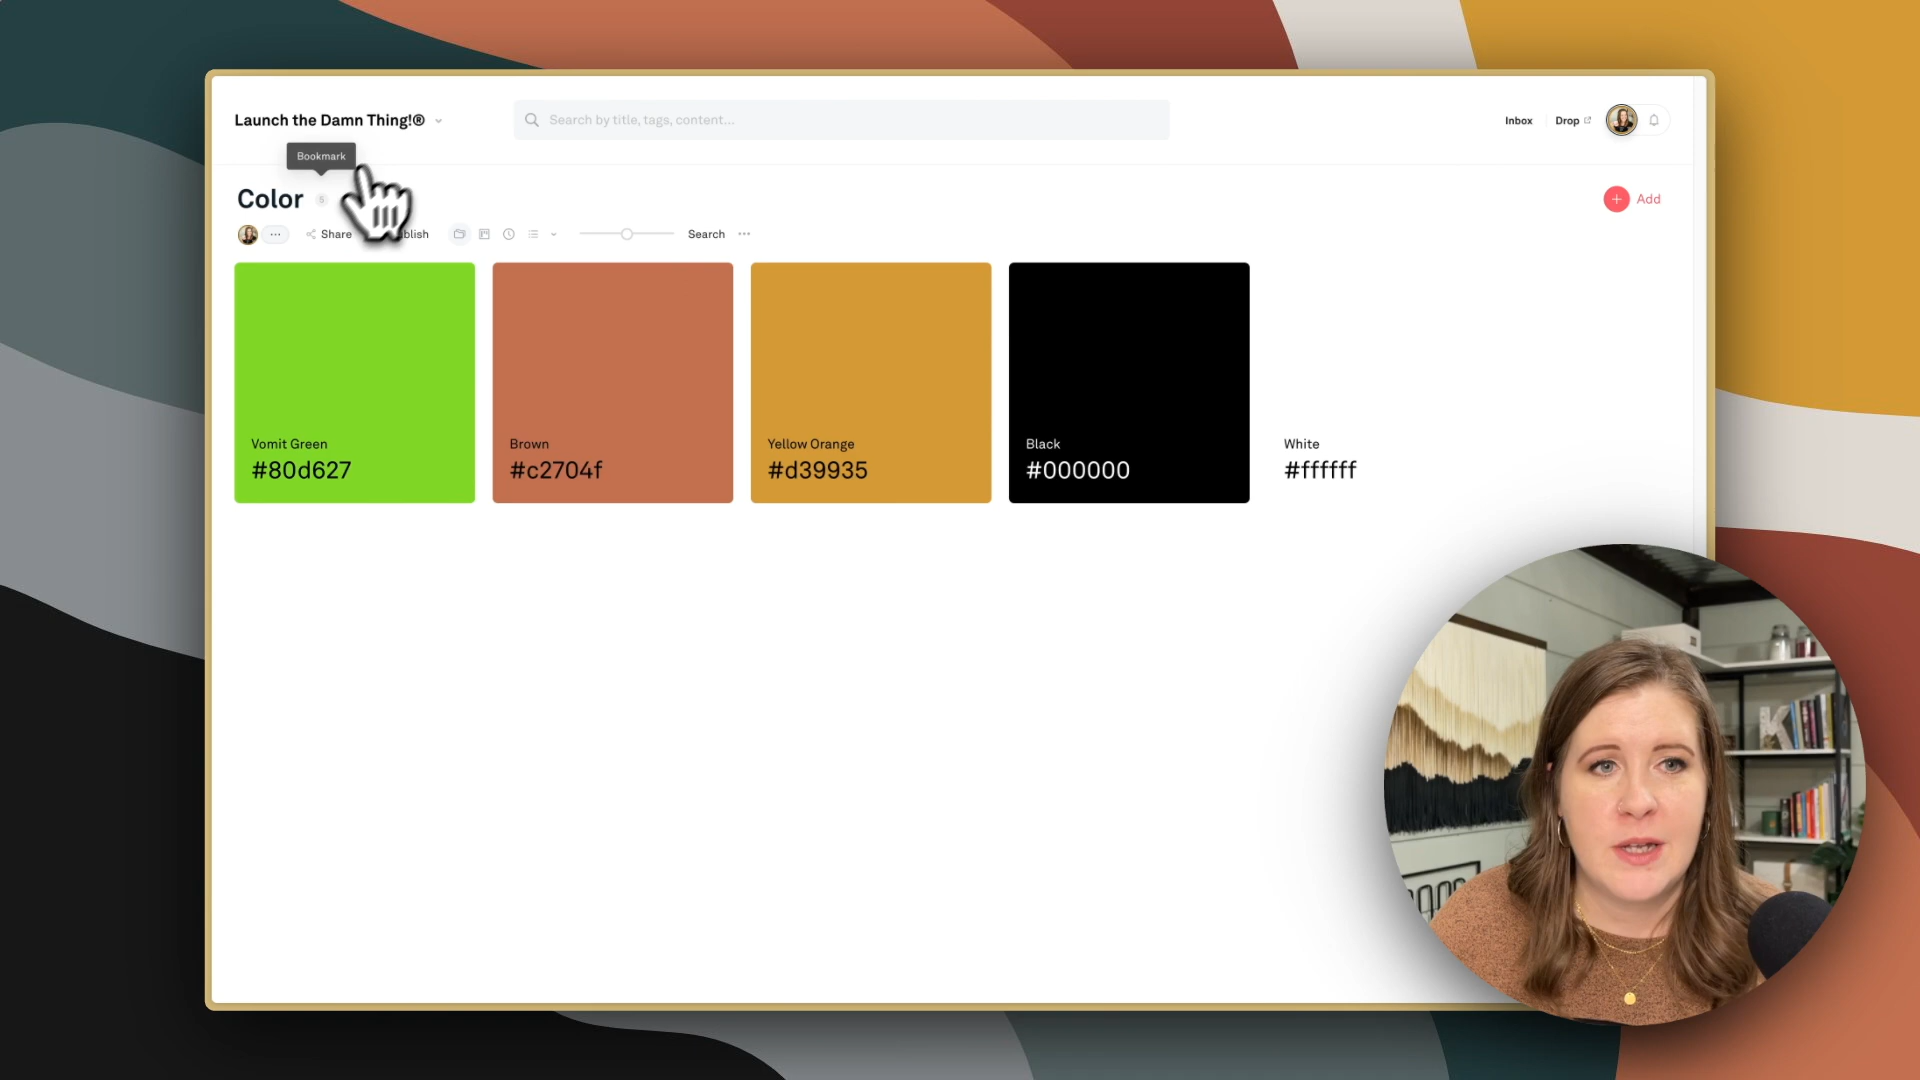 Launch the Damn Thing!®
Search by title, tags, content...
Inbox
Drop
Bookmark
Color 5
Add
Share
blish
Search
Vomit Green
#80d627
Brown
#c2704f
Yellow Orange
#d39935
Black
#000000
White
#ffffff
K